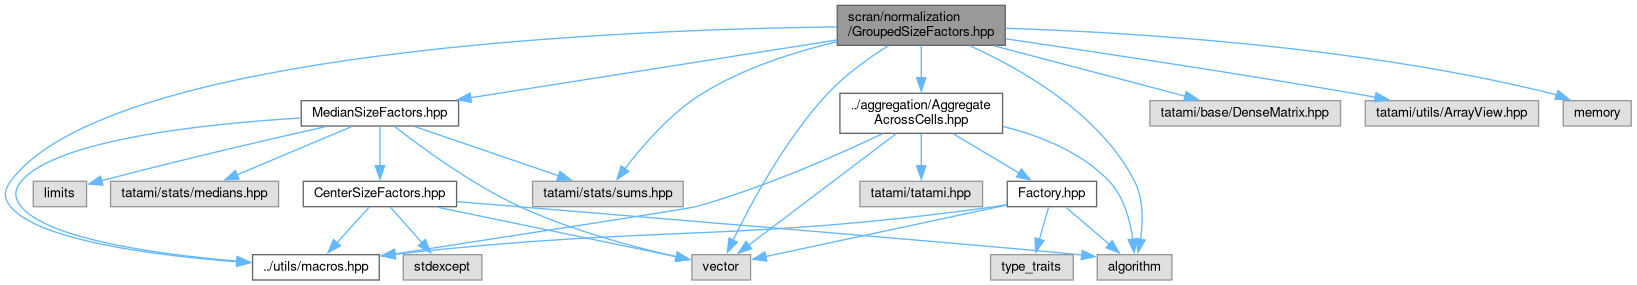 scran/normalization
/GroupedSizeFactors.hpp
MedianSizeFactors.hpp
../aggregation/Aggregate
AcrossCells.hpp
tatami/base/DenseMatrix.hpp
tatami/utils/ArrayView.hpp
memory
limits
tatami/stats/medians.hpp
CenterSizeFactors.hpp
tatami/stats/sums.hpp
tatami/tatami.hpp
Factory.hpp
../utils/macros.hpp
stdexcept
vector
type_traits
algorithm